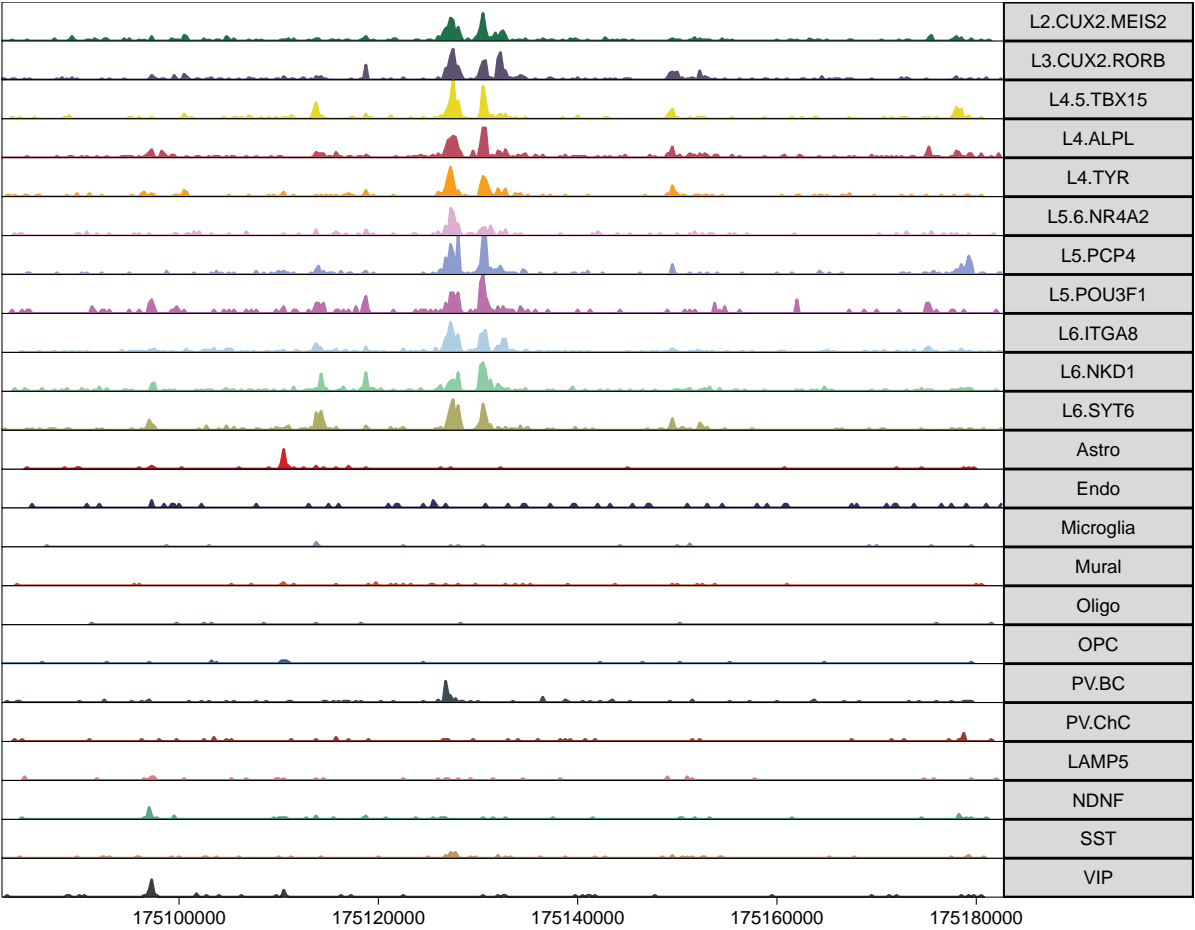 L2.CUX2.MEIS2
L3.CUX2.RORB
L4.5.TBX15
L4.ALPL
L4.TYR
L5.6.NR4A2
L5.PCP4
L5.POU3F1
L6.ITGA8
L6.NKD1
L6.SYT6
Astro
Endo
Microglia
Mural
Oligo
OPC
PV.BC
PV.ChC
LAMP5
NDNF
SST
VIP
175100000 175120000 175140000 175160000 175180000